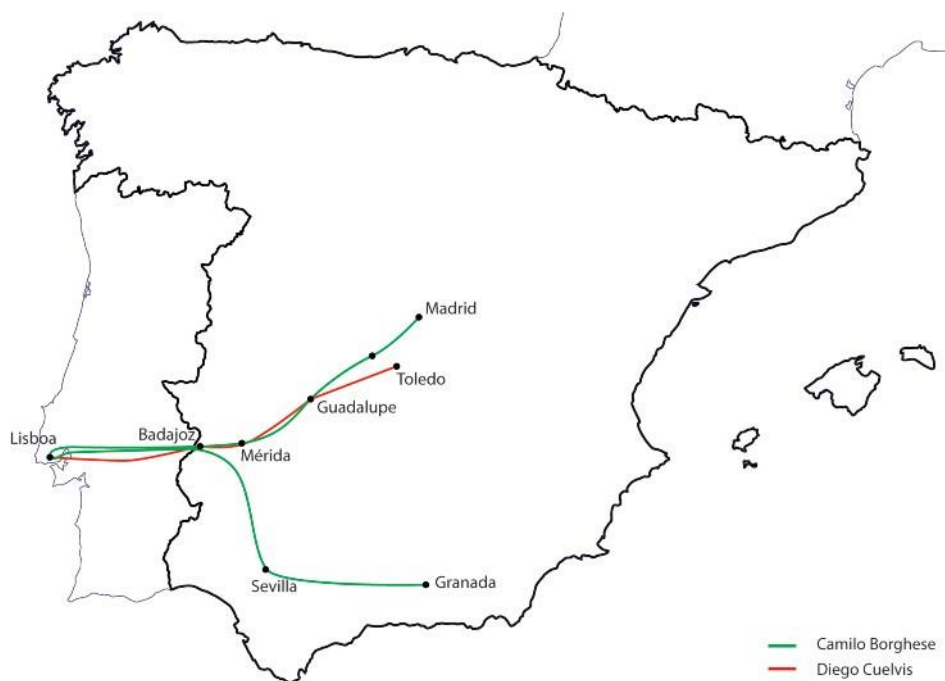 Madrid
Toledo
Guadalupe
Lisboa
Badajoz
Mérida
Sevilla
Granada
Camilo Borghese
Diego Cuelvis